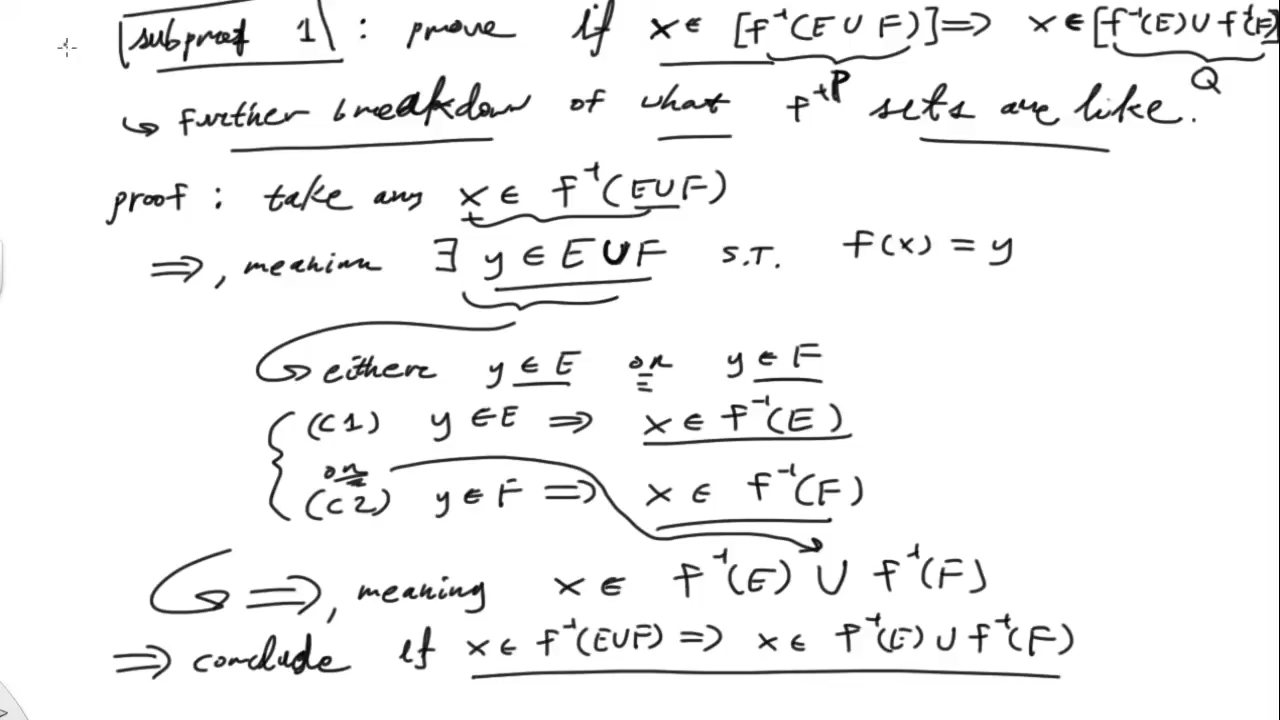 subproof 1 : prove if x ∈ [f⁻¹(E ∪ F)] ⇒ x ∈ [f⁻¹(E) ∪ f⁻¹(F)]
P Q
↳ further breakdown of what f⁻¹ sets are like.
proof : take any x ∈ f⁻¹(E∪F)
⇒, meaning ∃ y ∈ E ∪ F s.t. f(x) = y
↳ either y ∈ E or y ∈ F
(C1) y ∈ E ⇒ x ∈ f⁻¹(E)
or
(C2) y ∈ F ⇒ x ∈ f⁻¹(F)
⇒, meaning x ∈ f⁻¹(E) ∪ f⁻¹(F)
⇒ conclude if x ∈ f⁻¹(E∪F) ⇒ x ∈ f⁻¹(E) ∪ f⁻¹(F)